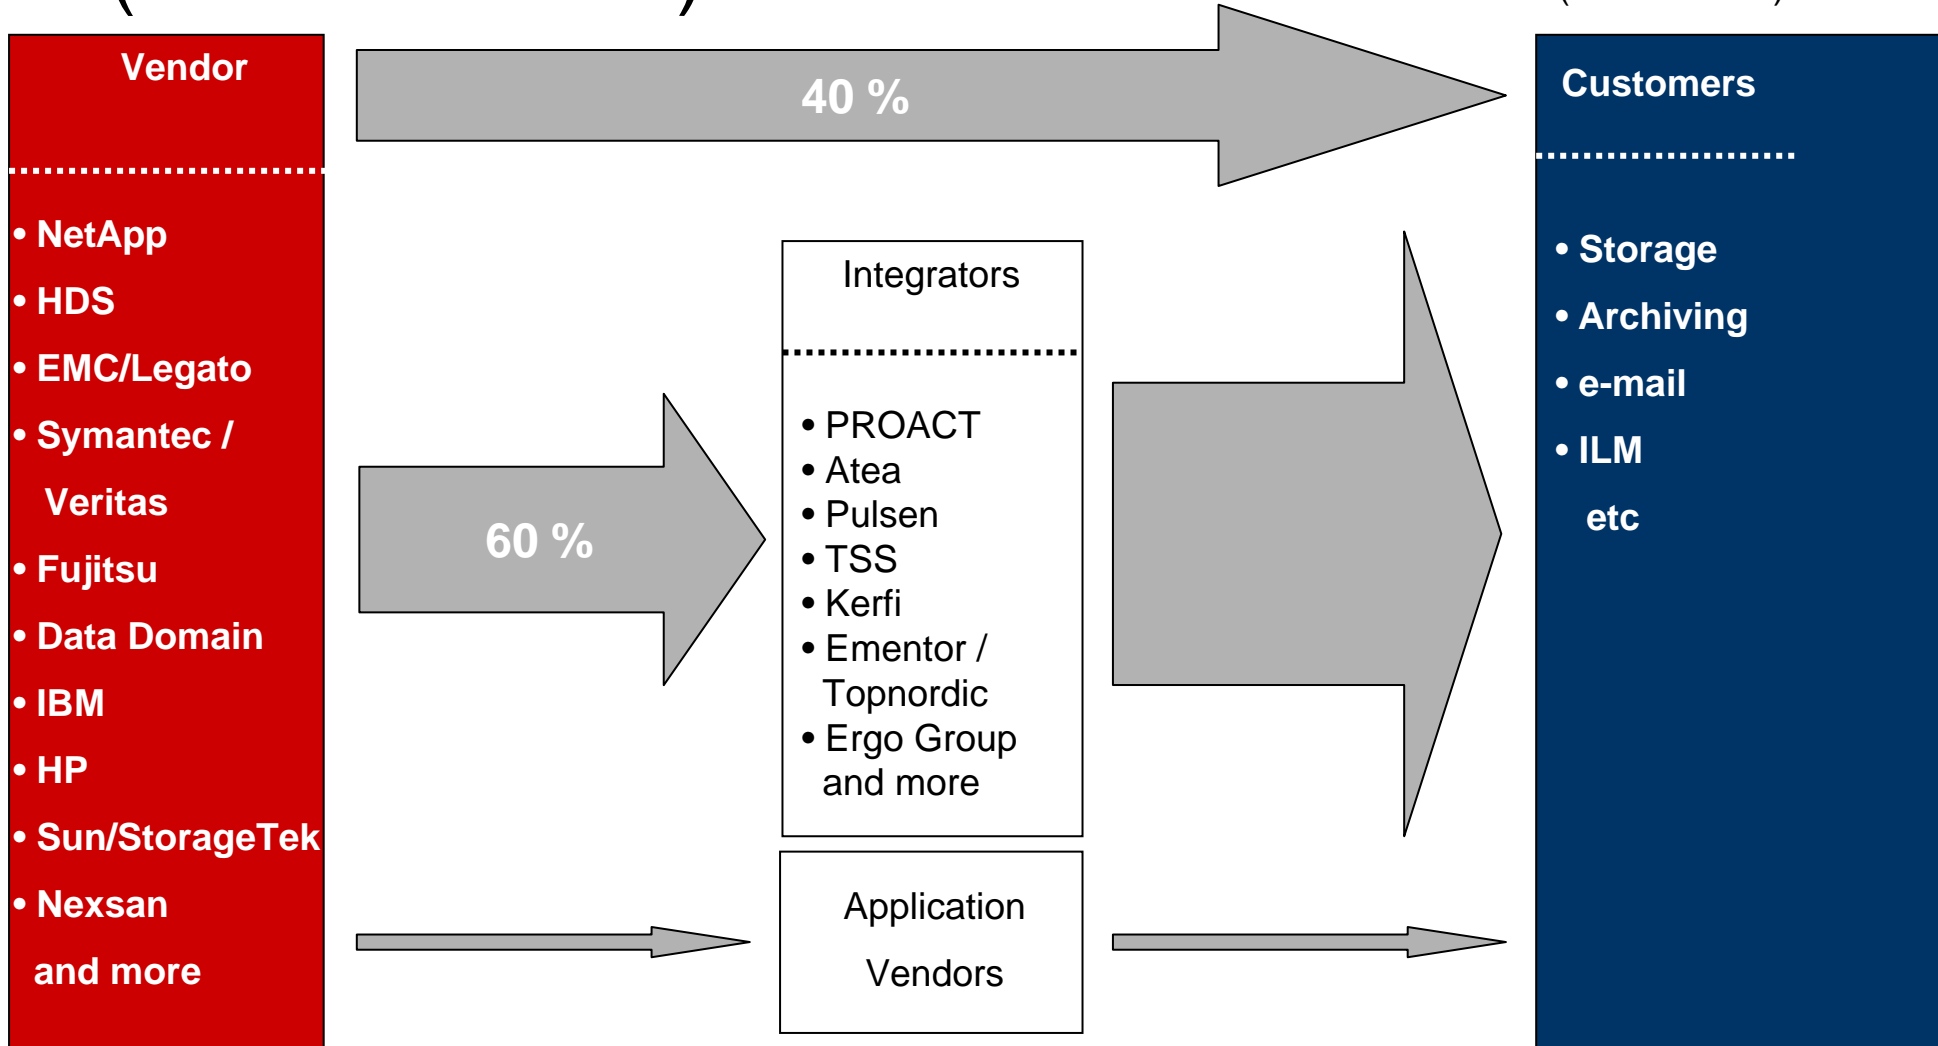 Vendor
• NetApp
• HDS
• EMC/Legato
• Symantec /
Veritas
• Fujitsu
• Data Domain
• IBM
• HP
• Sun/StorageTek
• Nexsan
and more
40 %
60 %
Integrators
• PROACT
• Atea
• Pulsen
• TSS
• Kerfi
• Ementor /
Topnordic
• Ergo Group
and more
Application
Vendors
Customers
• Storage
• Archiving
• e-mail
• ILM
etc